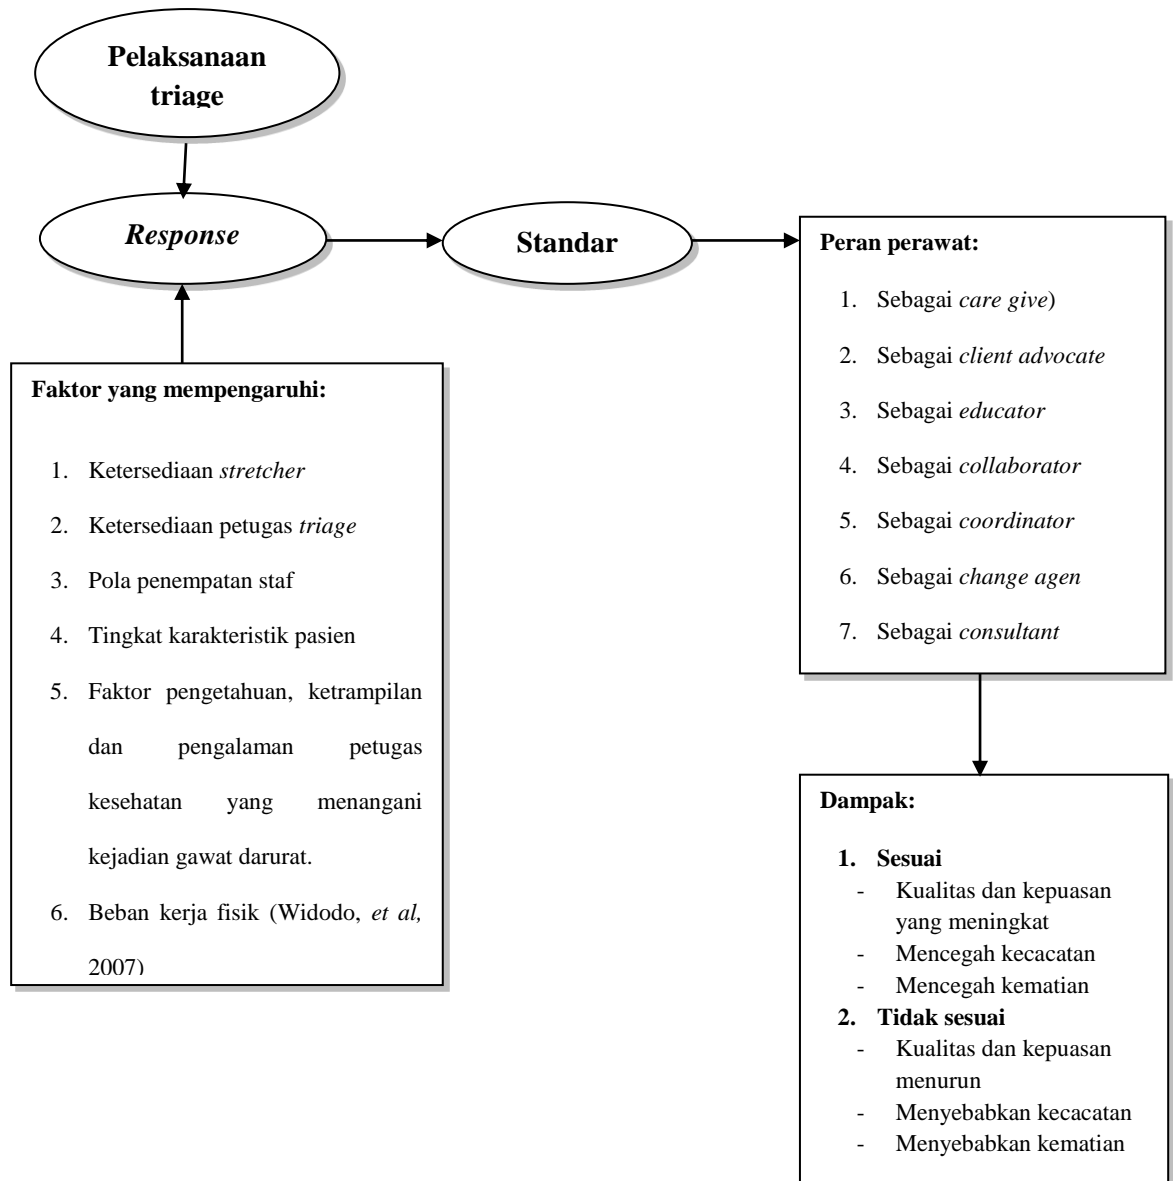 Pelaksanaan
triage
Response
Standar
Peran perawat:
1. Sebagai care give)
2. Sebagai client advocate
3. Sebagai educator
4. Sebagai collaborator
5. Sebagai coordinator
6. Sebagai change agen
7. Sebagai consultant
Faktor yang mempengaruhi:
1. Ketersediaan stretcher
2. Ketersediaan petugas triage
3. Pola penempatan staf
4. Tingkat karakteristik pasien
5. Faktor pengetahuan, ketrampilan
dan pengalaman petugas
kesehatan yang menangani
kejadian gawat darurat.
6. Beban kerja fisik (Widodo, et al,
2007)
Dampak:
1. Sesuai
- Kualitas dan kepuasan
yang meningkat
- Mencegah kecacatan
- Mencegah kematian
2. Tidak sesuai
- Kualitas dan kepuasan
menurun
- Menyebabkan kecacatan
- Menyebabkan kematian